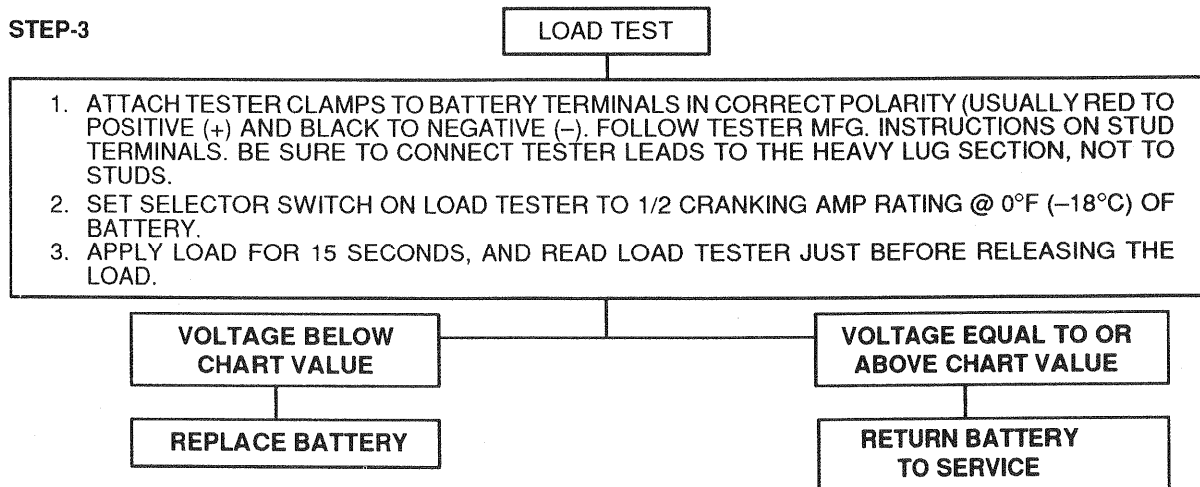 STEP-3
LOAD TEST
1. ATTACH TESTER CLAMPS TO BATTERY TERMINALS IN CORRECT POLARITY (USUALLY RED TO
POSITIVE (+) AND BLACK TO NEGATIVE (–). FOLLOW TESTER MFG. INSTRUCTIONS ON STUD
TERMINALS. BE SURE TO CONNECT TESTER LEADS TO THE HEAVY LUG SECTION, NOT TO
STUDS.
2. SET SELECTOR SWITCH ON LOAD TESTER TO 1/2 CRANKING AMP RATING @ 0°F (–18°C) OF
BATTERY.
3. APPLY LOAD FOR 15 SECONDS, AND READ LOAD TESTER JUST BEFORE RELEASING THE
LOAD.
VOLTAGE BELOW
CHART VALUE
VOLTAGE EQUAL TO OR
ABOVE CHART VALUE
REPLACE BATTERY
RETURN BATTERY
TO SERVICE